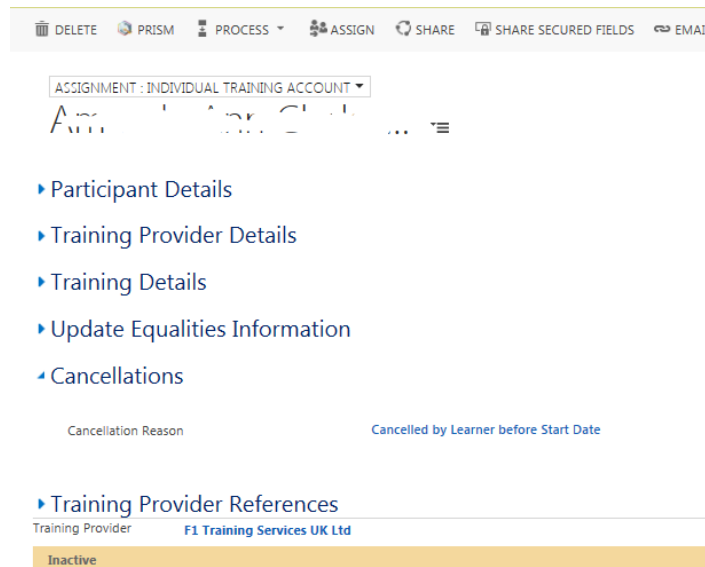 DELETE PRISM PROCESS ASSIGN SHARE SHARE SECURED FIELDS EMAI
ASSIGNMENT : INDIVIDUAL TRAINING ACCOUNT
Participant Details
Training Provider Details
Training Details
Update Equalities Information
Cancellations
Cancellation Reason Cancelled by Learner before Start Date
Training Provider References
Training Provider F1 Training Services UK Ltd
Inactive